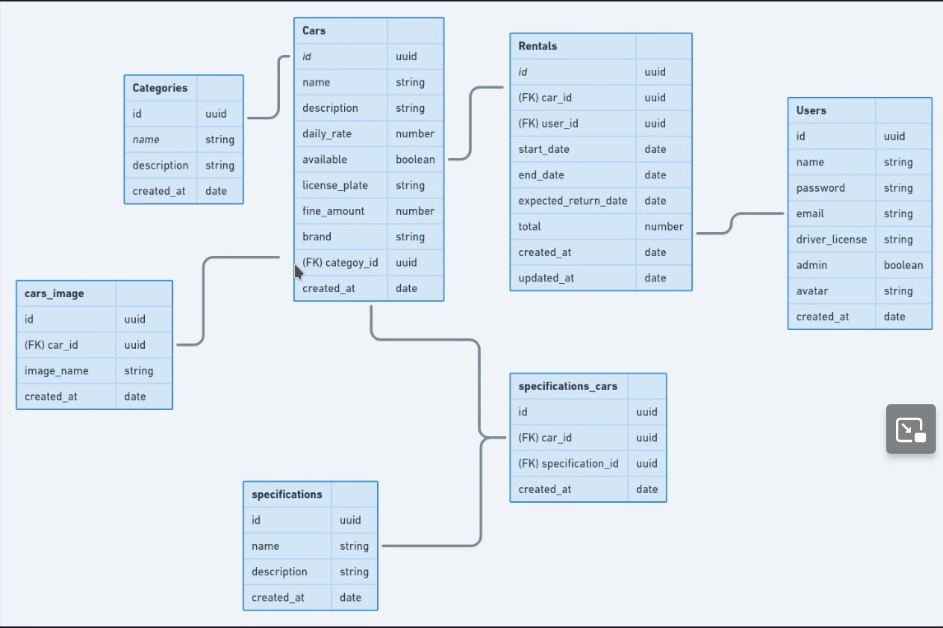 Cars
id uuid
name string
description string
daily_rate number
available boolean
license_plate string
fine_amount number
brand string
(FK) categoy_id uuid
created_at date
Rentals
id uuid
(FK) car_id uuid
(FK) user_id uuid
start_date date
end_date date
expected_return_date date
total number
created_at date
updated_at date
Categories
id uuid
name string
description string
created_at date
Users
id uuid
name string
password string
email string
driver_license string
admin boolean
avatar string
created_at date
cars_image
id uuid
(FK) car_id uuid
image_name string
created_at date
specifications_cars
id uuid
(FK) car_id uuid
(FK) specification_id uuid
created_at date
specifications
id uuid
name string
description string
created_at date